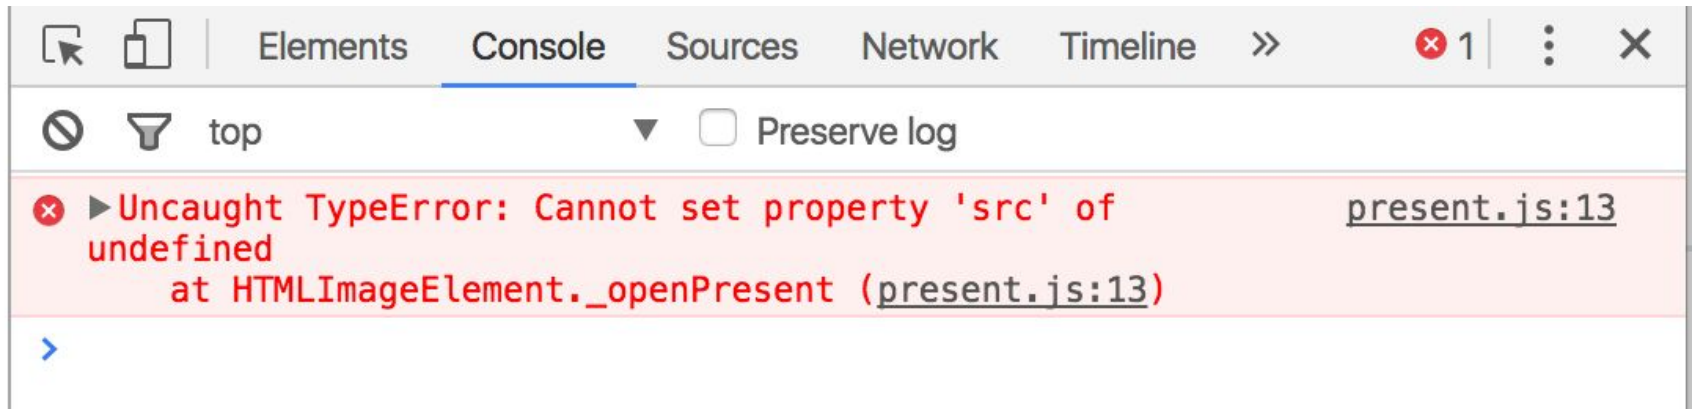 Elements Console Sources Network Timeline » 1
top ▼ Preserve log
▶Uncaught TypeError: Cannot set property 'src' of present.js:13
undefined
at HTMLImageElement._openPresent (present.js:13)
>